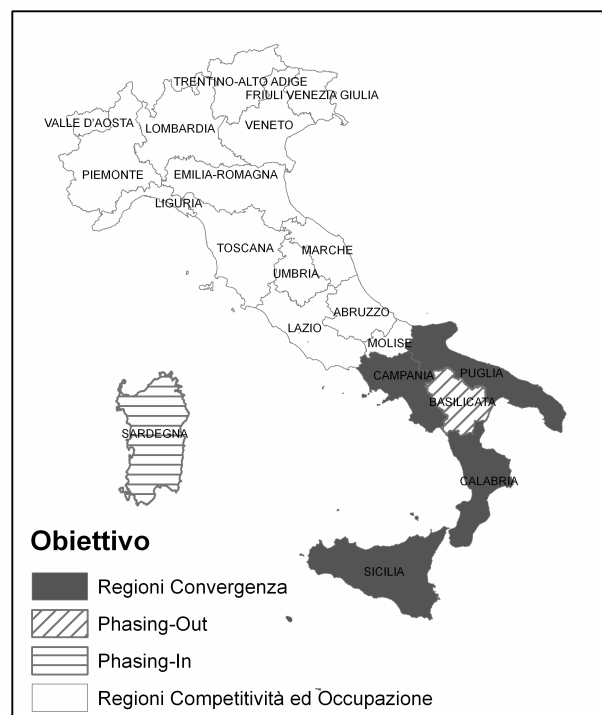 TRENTINO-ALTO ADIGE
FRIULI VENEZIA GIULIA
VALLE D'AOSTA
LOMBARDIA
VENETO
PIEMONTE
EMILIA-ROMAGNA
LIGURIA
TOSCANA
MARCHE
UMBRIA
ABRUZZO
LAZIO
MOLISE
CAMPANIA
PUGLIA
BASILICATA
SARDEGNA
CALABRIA
SICILIA
Obiettivo
Regioni Convergenza
Phasing-Out
Phasing-In
Regioni Competitività ed Occupazione